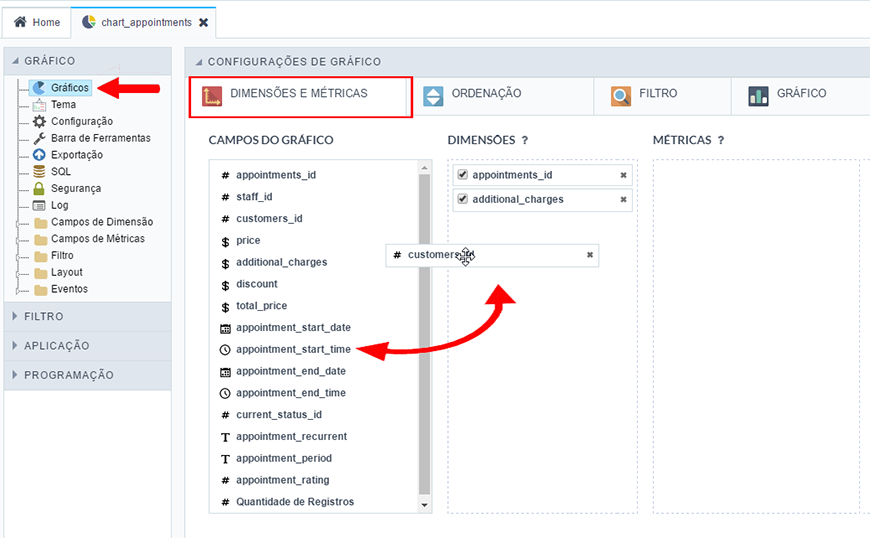 Home
chart_appointments
GRÁFICO
Gráficos
Tema
Configuração
Barra de Ferramentas
Exportação
SQL
Segurança
Log
Campos de Dimensão
Campos de Métricas
Filtro
Layout
Eventos
FILTRO
APLICAÇÃO
PROGRAMAÇÃO
CONFIGURAÇÕES DE GRÁFICO
DIMENSÕES E MÉTRICAS
ORDENAÇÃO
FILTRO
GRÁFICO
CAMPOS DO GRÁFICO
# appointments_id
# staff_id
# customers_id
$ price
$ additional_charges
$ discount
$ total_price
appointment_start_date
appointment_start_time
appointment_end_date
appointment_end_time
# current_status_id
T appointment_recurrent
T appointment_period
# appointment_rating
# Quantidade de Registros
DIMENSÕES ?
appointments_id
additional_charges
# customers_id
MÉTRICAS ?